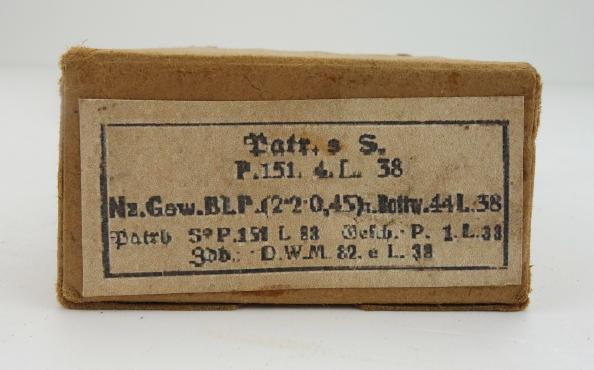 Patr. s S.
P. 151. 4. L. 38
Nz. Gew. Bl. P. (2·2·0,45): Rottw. 44 L. 38
Patrh S* P. 151 L 38 Gesch.: P. 1. L. 38
Zdh.: D.W.M. 82. e L. 38